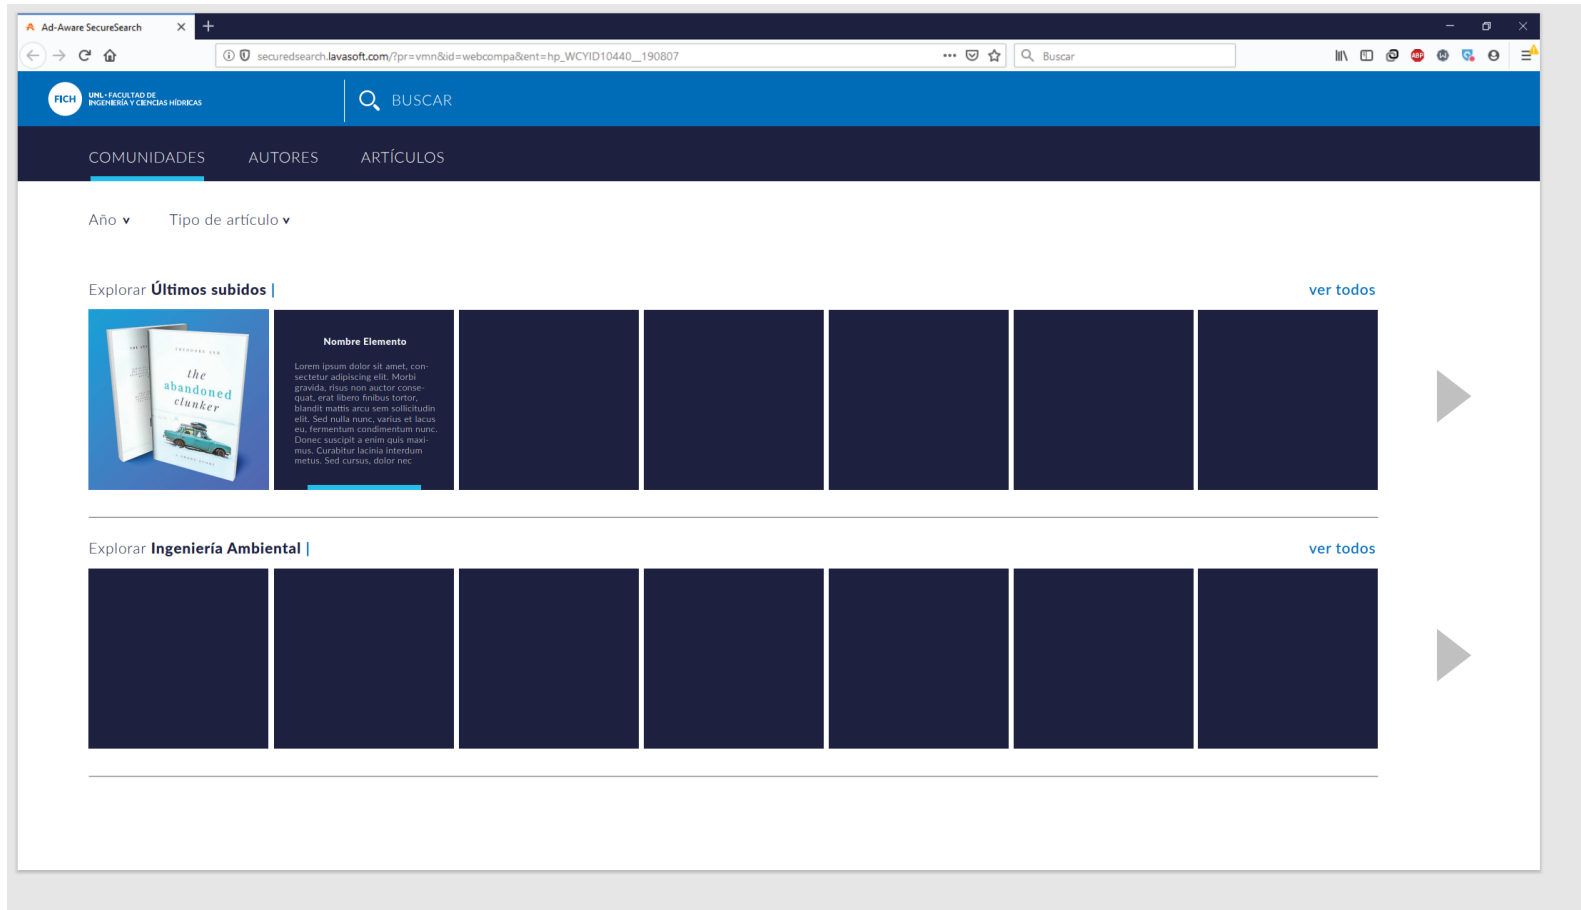 Ad-Aware SecureSearch
securedsearch.lavasoft.com/?pr=vmn&id=webcompa&ent=hp_WCYID10440__190807
Buscar
ABP
FICH
UNL · FACULTAD DE
INGENIERÍA Y CIENCIAS HÍDRICAS
BUSCAR
COMUNIDADES AUTORES ARTÍCULOS
Año Tipo de artículo
Explorar Últimos subidos | ver todos
the
abandoned
clunker
Nombre Elemento
Lorem ipsum dolor sit amet, con-
sectetur adipiscing elit. Morbi
gravida, risus non auctor conse-
quat, erat libero finibus tortor,
blandit mattis arcu sem sollicitudin
elit. Sed nulla nunc, varius et lacus
eu, fermentum condimentum nunc.
Donec suscipit a enim quis maxi-
mus. Curabitur lacinia interdum
metus. Sed cursus, dolor nec
Explorar Ingeniería Ambiental | ver todos